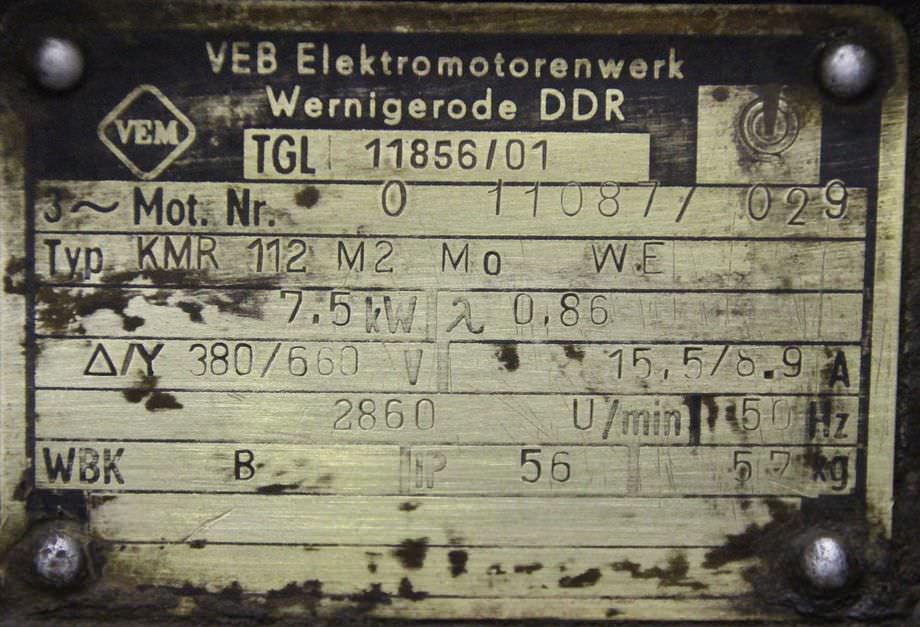 VEB Elektromotorenwerk
Wernigerode DDR
VEM
TGL 11856/01
3~ Mot. Nr. 0 11087/ 029
Typ KMR 112 M2 Mo WE
7.5 kW λ 0,86
Δ/Y 380/660 V 15,5/8.9 A
2860 U/min 50 Hz
WBK B IP 56 57 kg